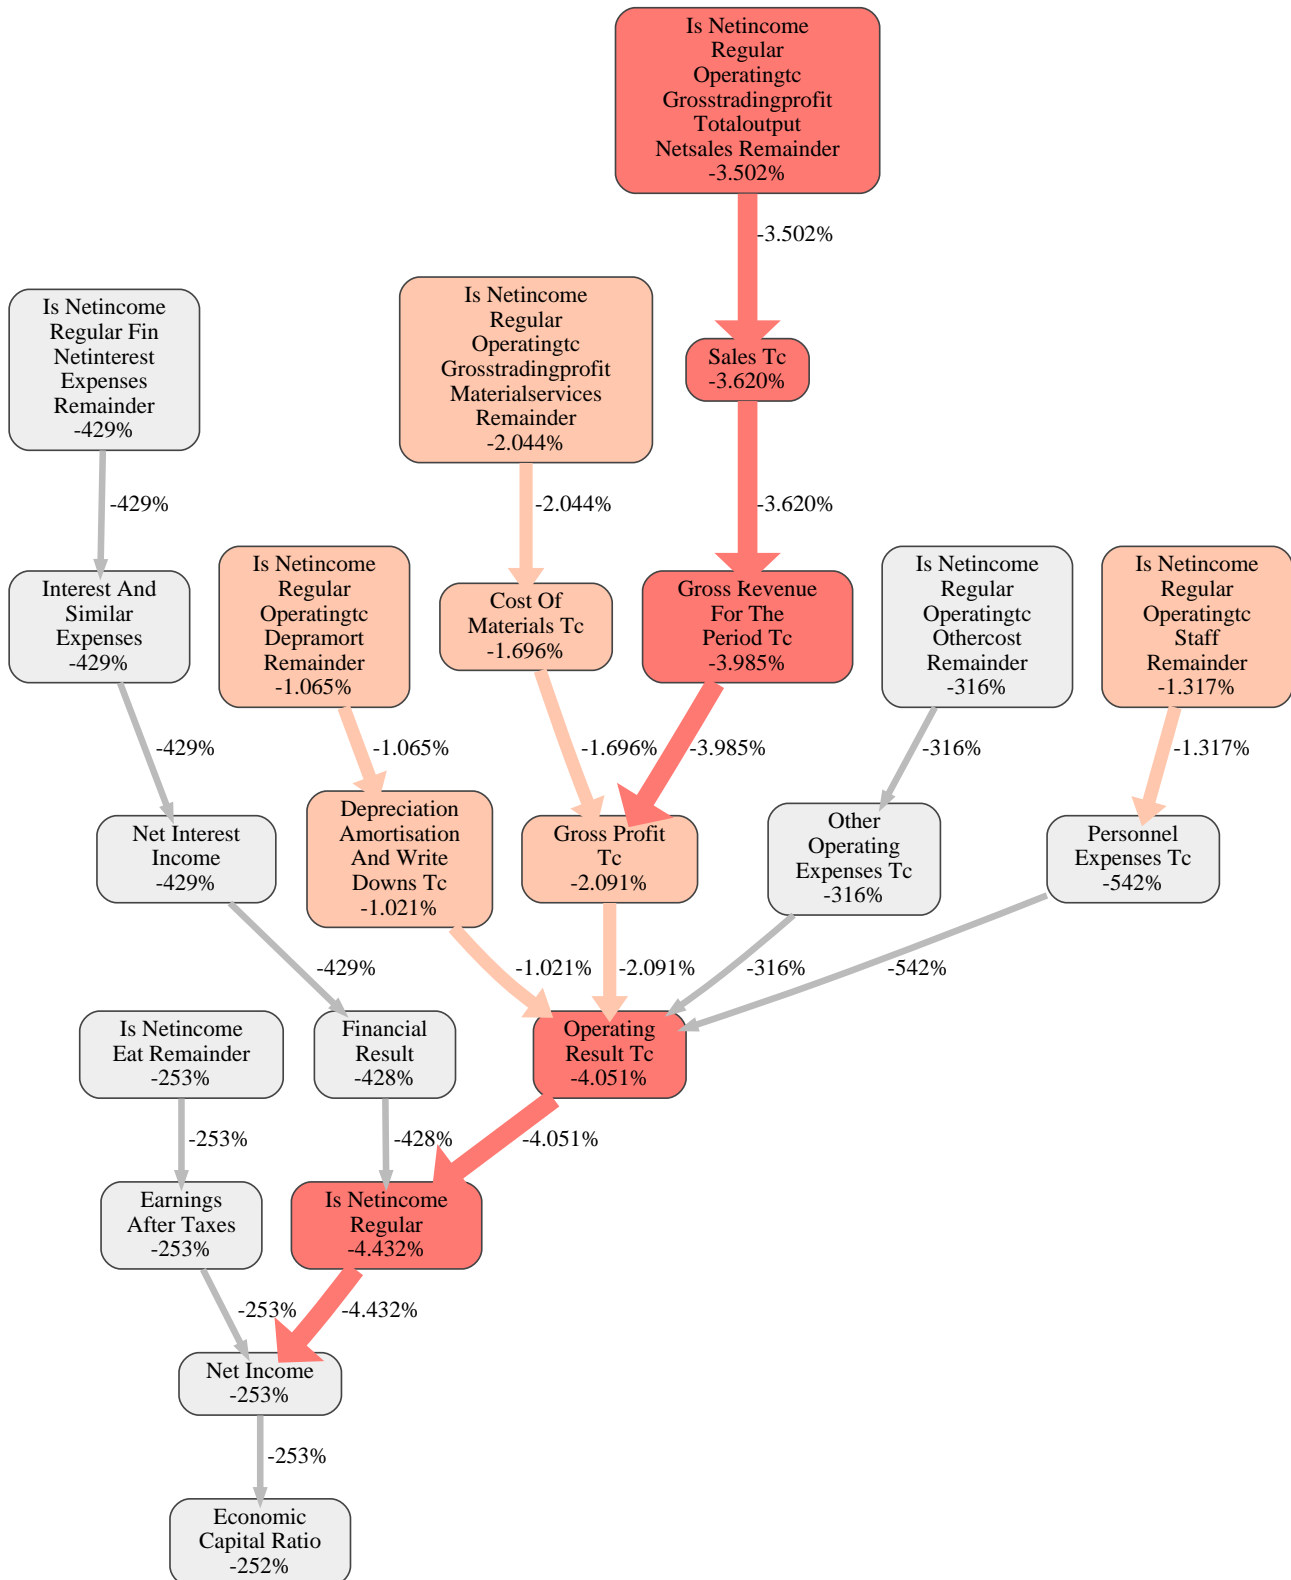 Is Netincome
Regular
Operatingtc
Grosstradingprofit
Totaloutput
Netsales Remainder
-3.502%
-3.502%
Is Netincome
Regular Fin
Netinterest
Expenses
Remainder
-429%
Is Netincome
Regular
Operatingtc
Grosstradingprofit
Materialservices
Remainder
-2.044%
Sales Tc
-3.620%
-429%
-2.044%
-3.620%
Interest And
Similar
Expenses
-429%
Is Netincome
Regular
Operatingtc
Depramort
Remainder
-1.065%
Cost Of
Materials Tc
-1.696%
Gross Revenue
For The
Period Tc
-3.985%
Is Netincome
Regular
Operatingtc
Othercost
Remainder
-316%
Is Netincome
Regular
Operatingtc
Staff
Remainder
-1.317%
-429%
-1.065%
-1.696%
-3.985%
-316%
-1.317%
Net Interest
Income
-429%
Depreciation
Amortisation
And Write
Downs Tc
-1.021%
Gross Profit
Tc
-2.091%
Other
Operating
Expenses Tc
-316%
Personnel
Expenses Tc
-542%
-429%
-1.021%
-2.091%
-316%
-542%
Is Netincome
Eat Remainder
-253%
Financial
Result
-428%
Operating
Result Tc
-4.051%
-253%
-428%
-4.051%
Earnings
After Taxes
-253%
Is Netincome
Regular
-4.432%
-253%
-4.432%
Net Income
-253%
-253%
Economic
Capital Ratio
-252%